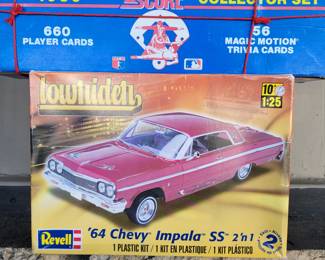 SCORE
COLLECTOR SET
660
PLAYER CARDS
56
MAGIC MOTION
TRIVIA CARDS
lowrider
10+
1:25
'64 Chevy Impala SS 2'n1
Revell
1 PLASTIC KIT / 1 KIT EN PLASTIQUE / 1 KIT PLÁSTICO
2